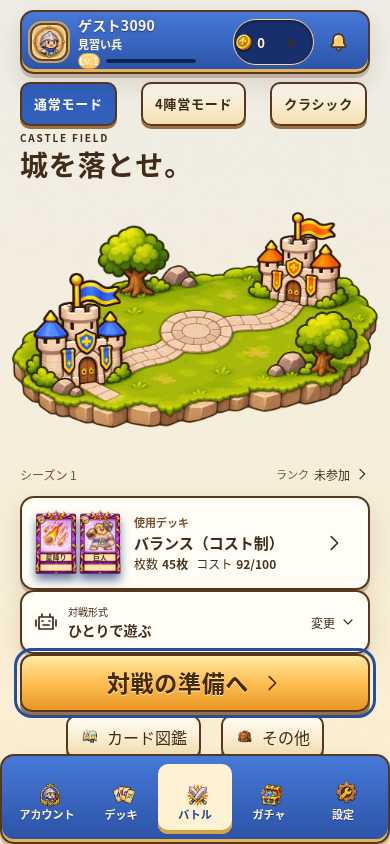 ゲスト3090
見習い兵
Lv.1
0
通常モード
4陣営モード
クラシック
CASTLE FIELD
城を落とせ。
シーズン 1
ランク 未参加
使用デッキ
バランス（コスト制）
枚数 45枚 コスト 92/100
巨人
対戦形式
ひとりで遊ぶ
変更
対戦の準備へ
カード図鑑
その他
アカウント
デッキ
バトル
ガチャ
設定